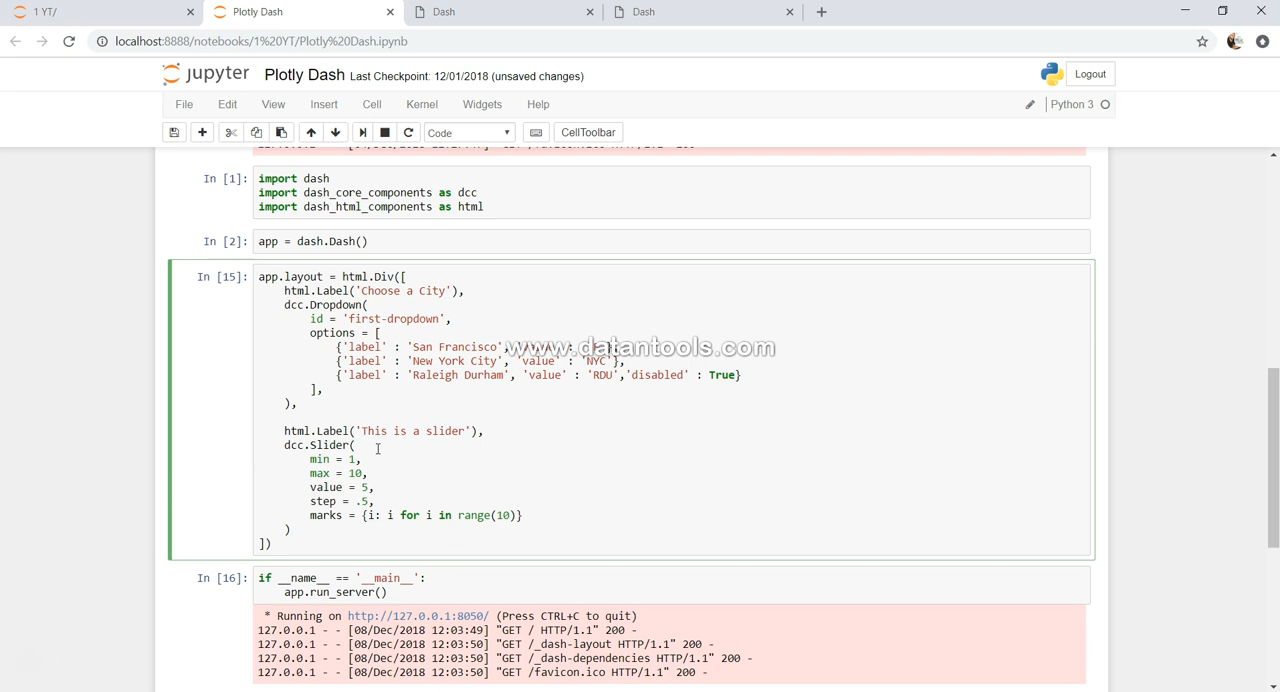 1 YT/
Plotly Dash
Dash
Dash
localhost:8888/notebooks/1%20YT/Plotly%20Dash.ipynb
jupyter Plotly Dash Last Checkpoint: 12/01/2018 (unsaved changes)
Logout
File Edit View Insert Cell Kernel Widgets Help
Python 3
Code
CellToolbar
In [1]:
import dash
import dash_core_components as dcc
import dash_html_components as html
In [2]:
app = dash.Dash()
In [15]:
app.layout = html.Div([
html.Label('Choose a City'),
dcc.Dropdown(
id = 'first-dropdown',
options = [
{'label' : 'San Francisco',
www.datantools.com
{'label' : 'New York City', 'value' : 'NYC'},
{'label' : 'Raleigh Durham', 'value' : 'RDU','disabled' : True}
],
),
html.Label('This is a slider'),
dcc.Slider(
min = 1,
max = 10,
value = 5,
step = .5,
marks = {i: i for i in range(10)}
)
])
In [16]:
if __name__ == '__main__':
app.run_server()
* Running on http://127.0.0.1:8050/ (Press CTRL+C to quit)
127.0.0.1 - - [08/Dec/2018 12:03:49] "GET / HTTP/1.1" 200 -
127.0.0.1 - - [08/Dec/2018 12:03:50] "GET /_dash-layout HTTP/1.1" 200 -
127.0.0.1 - - [08/Dec/2018 12:03:50] "GET /_dash-dependencies HTTP/1.1" 200 -
127.0.0.1 - - [08/Dec/2018 12:03:50] "GET /favicon.ico HTTP/1.1" 200 -